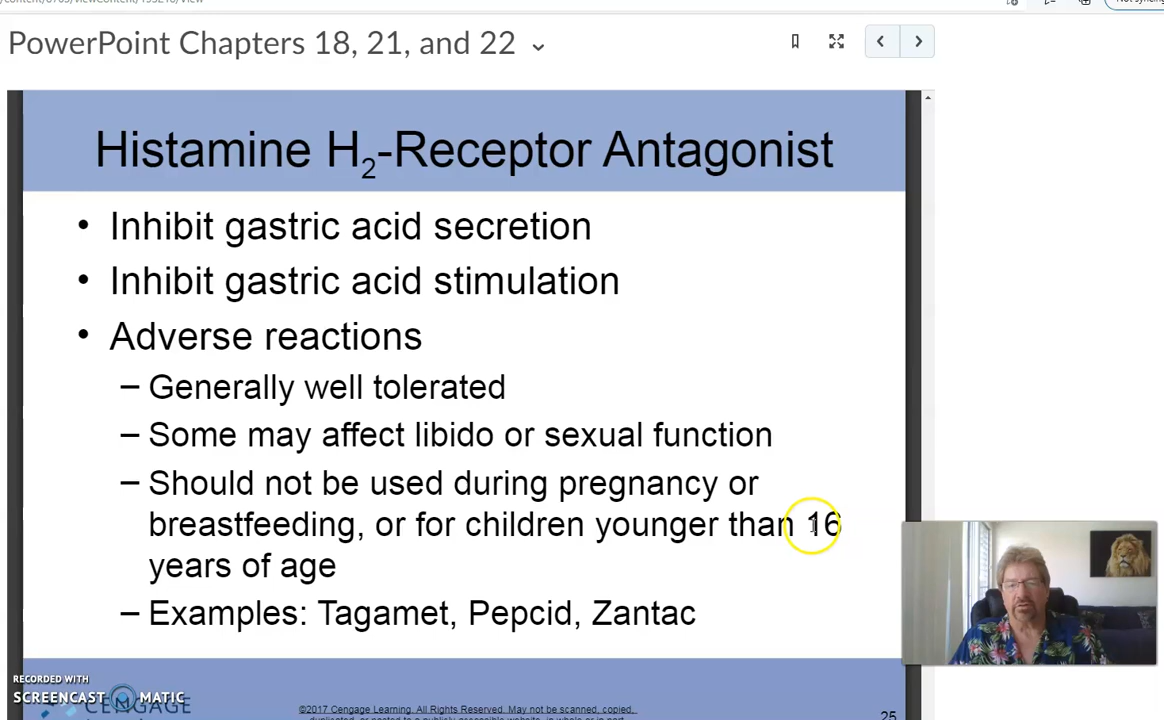 PowerPoint Chapters 18, 21, and 22
Histamine H₂-Receptor Antagonist
• Inhibit gastric acid secretion
• Inhibit gastric acid stimulation
• Adverse reactions
– Generally well tolerated
– Some may affect libido or sexual function
– Should not be used during pregnancy or
breastfeeding, or for children younger than 16
years of age
– Examples: Tagamet, Pepcid, Zantac
RECORDED WITH
SCREENCAST MATIC
CENGAGE
©2017 Cengage Learning. All Rights Reserved. May not be scanned, copied,
25